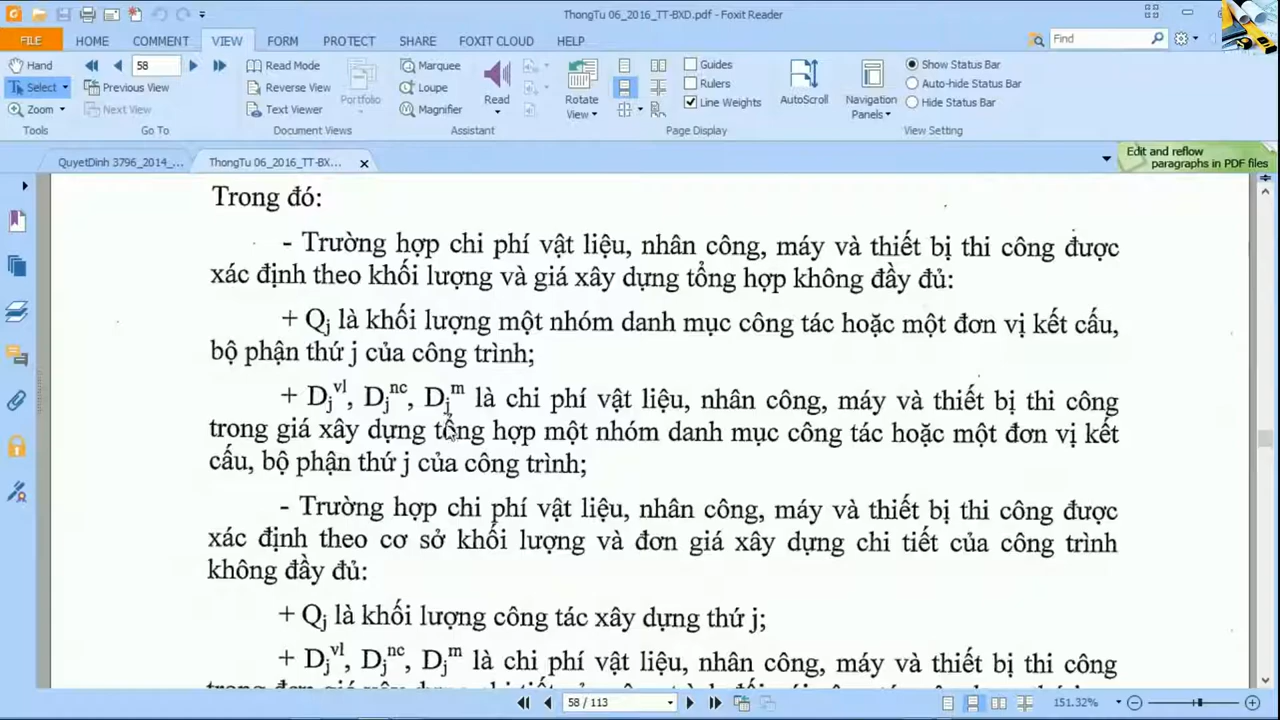 ThongTu 06_2016_TT-BXD.pdf - Foxit Reader
FILE HOME COMMENT VIEW FORM PROTECT SHARE FOXIT CLOUD HELP Find
Hand 58 Read Mode Marquee Guides Show Status Bar
Select Previous View Reverse View Loupe Rulers Auto-hide Status Bar
Zoom Next View Text Viewer Portfolio Magnifier Read Rotate View Line Weights AutoScroll Navigation Panels Hide Status Bar
Tools Go To Document Views Assistant Page Display View Setting
QuyetDinh 3796_2014_... ThongTu 06_2016_TT-BX... Edit and reflow
paragraphs in PDF files
Trong đó:
- Trường hợp chi phí vật liệu, nhân công, máy và thiết bị thi công được
xác định theo khối lượng và giá xây dựng tổng hợp không đầy đủ:
+ Qj là khối lượng một nhóm danh mục công tác hoặc một đơn vị kết cấu,
bộ phận thứ j của công trình;
+ Dj^vl, Dj^nc, Dj^m là chi phí vật liệu, nhân công, máy và thiết bị thi công
trong giá xây dựng tổng hợp một nhóm danh mục công tác hoặc một đơn vị kết
cấu, bộ phận thứ j của công trình;
- Trường hợp chi phí vật liệu, nhân công, máy và thiết bị thi công được
xác định theo cơ sở khối lượng và đơn giá xây dựng chi tiết của công trình
không đầy đủ:
+ Qj là khối lượng công tác xây dựng thứ j;
+ Dj^vl, Dj^nc, Dj^m là chi phí vật liệu, nhân công, máy và thiết bị thi công
58 / 113 151.32%